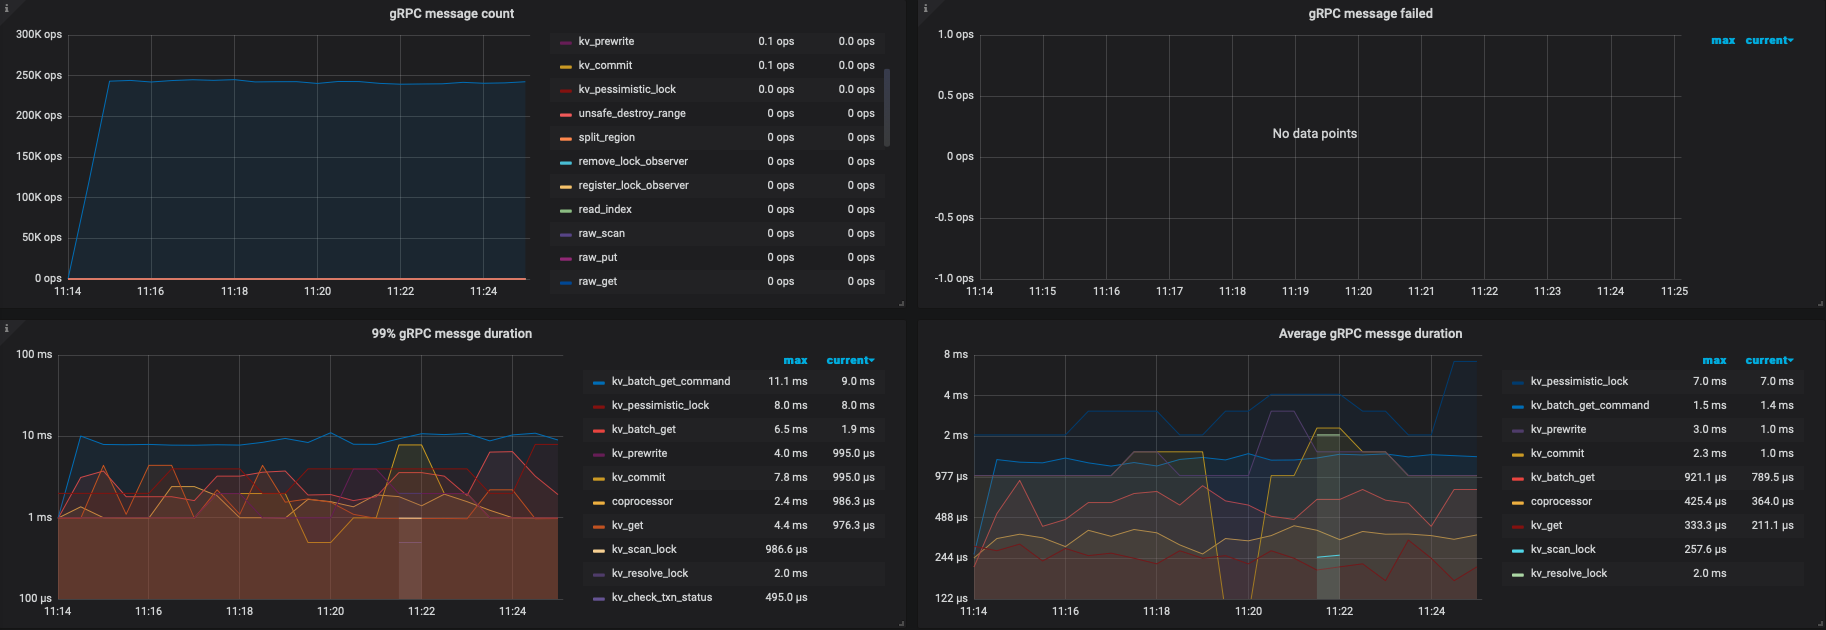 gRPC message count
300K ops
250K ops
200K ops
150K ops
100K ops
50K ops
0 ops
11:14 11:16 11:18 11:20 11:22 11:24
kv_prewrite 0.1 ops 0.0 ops
kv_commit 0.1 ops 0.0 ops
kv_pessimistic_lock 0.0 ops 0.0 ops
unsafe_destroy_range 0 ops 0 ops
split_region 0 ops 0 ops
remove_lock_observer 0 ops 0 ops
register_lock_observer 0 ops 0 ops
read_index 0 ops 0 ops
raw_scan 0 ops 0 ops
raw_put 0 ops 0 ops
raw_get 0 ops 0 ops
gRPC message failed
1.0 ops
0.5 ops
0 ops
-0.5 ops
-1.0 ops
No data points
11:14 11:15 11:16 11:17 11:18 11:19 11:20 11:21 11:22 11:23 11:24 11:25
max current
99% gRPC messge duration
100 ms
10 ms
1 ms
100 µs
11:14 11:16 11:18 11:20 11:22 11:24
max current
kv_batch_get_command 11.1 ms 9.0 ms
kv_pessimistic_lock 8.0 ms 8.0 ms
kv_batch_get 6.5 ms 1.9 ms
kv_prewrite 4.0 ms 995.0 µs
kv_commit 7.8 ms 995.0 µs
coprocessor 2.4 ms 986.3 µs
kv_get 4.4 ms 976.3 µs
kv_scan_lock 986.6 µs
kv_resolve_lock 2.0 ms
kv_check_txn_status 495.0 µs
Average gRPC messge duration
8 ms
4 ms
2 ms
977 µs
488 µs
244 µs
122 µs
11:14 11:16 11:18 11:20 11:22 11:24
max current
kv_pessimistic_lock 7.0 ms 7.0 ms
kv_batch_get_command 1.5 ms 1.4 ms
kv_prewrite 3.0 ms 1.0 ms
kv_commit 2.3 ms 1.0 ms
kv_batch_get 921.1 µs 789.5 µs
coprocessor 425.4 µs 364.0 µs
kv_get 333.3 µs 211.1 µs
kv_scan_lock 257.6 µs
kv_resolve_lock 2.0 ms